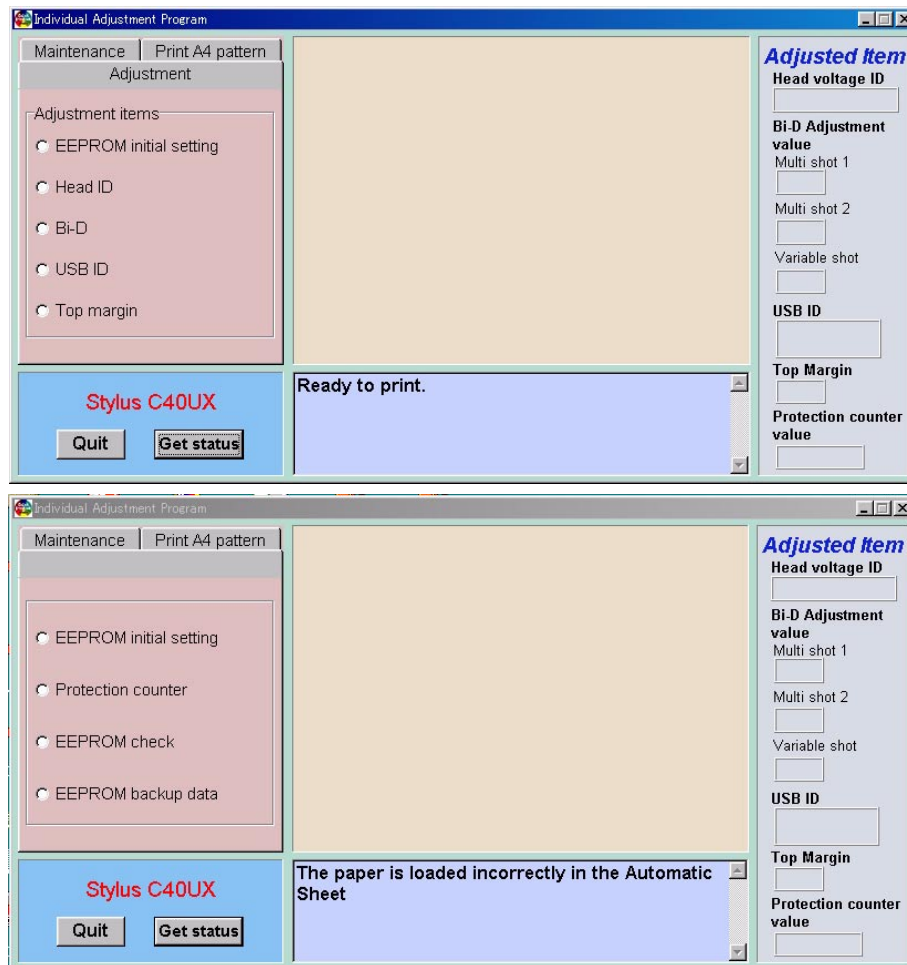 Individual Adjustment Program
Maintenance
Print A4 pattern
Adjustment
Adjustment items
EEPROM initial setting
Head ID
Bi-D
USB ID
Top margin
Stylus C40UX
Quit
Get status
Ready to print.
Adjusted Item
Head voltage ID
Bi-D Adjustment
value
Multi shot 1
Multi shot 2
Variable shot
USB ID
Top Margin
Protection counter
value
Individual Adjustment Program
Maintenance
Print A4 pattern
EEPROM initial setting
Protection counter
EEPROM check
EEPROM backup data
Stylus C40UX
Quit
Get status
The paper is loaded incorrectly in the Automatic
Sheet
Adjusted Item
Head voltage ID
Bi-D Adjustment
value
Multi shot 1
Multi shot 2
Variable shot
USB ID
Top Margin
Protection counter
value